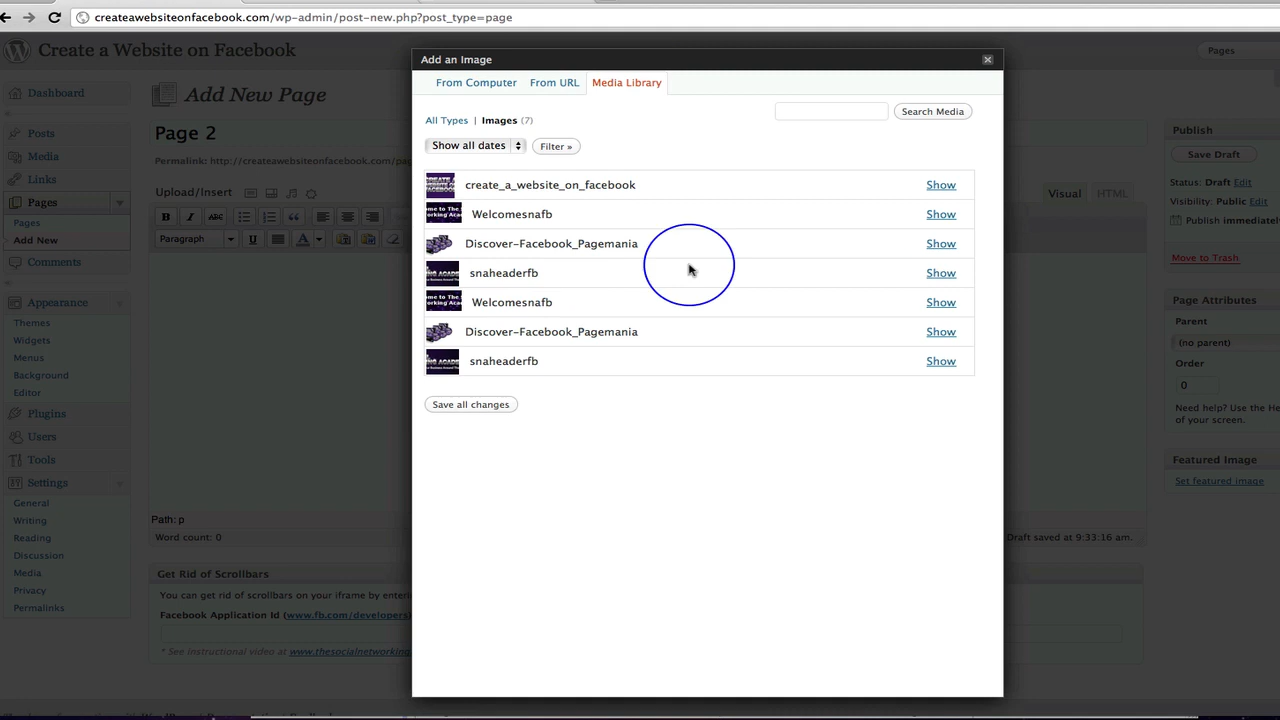 createawebsiteonfacebook.com/wp-admin/post-new.php?post_type=page
Create a Website on Facebook
Pages
Dashboard
Posts
Media
Links
Pages
Pages
Add New
Comments
Appearance
Themes
Widgets
Menus
Background
Editor
Plugins
Users
Tools
Settings
General
Writing
Reading
Discussion
Media
Privacy
Permalinks
Add New Page
Page 2
Permalink: http://createawebsiteonfacebook.com/pag
Upload/Insert
Visual HTML
B I ABC
Paragraph U A
Path: p
Word count: 0
Draft saved at 9:33:16 am.
Get Rid of Scrollbars
You can get rid of scrollbars on your iframe by enteri
Facebook Application Id (www.fb.com/developers)
* See instructional video at www.thesocialnetworking
Add an Image
From Computer From URL Media Library
Search Media
All Types | Images (7)
Show all dates Filter »
create_a_website_on_facebook Show
Welcomesnafb Show
Discover-Facebook_Pagemania Show
snaheaderfb Show
Welcomesnafb Show
Discover-Facebook_Pagemania Show
snaheaderfb Show
Save all changes
Publish
Save Draft
Status: Draft Edit
Visibility: Public Edit
Publish immediatel
Move to Trash
Page Attributes
Parent
(no parent)
Order
0
Need help? Use the He
of your screen.
Featured Image
Set featured image